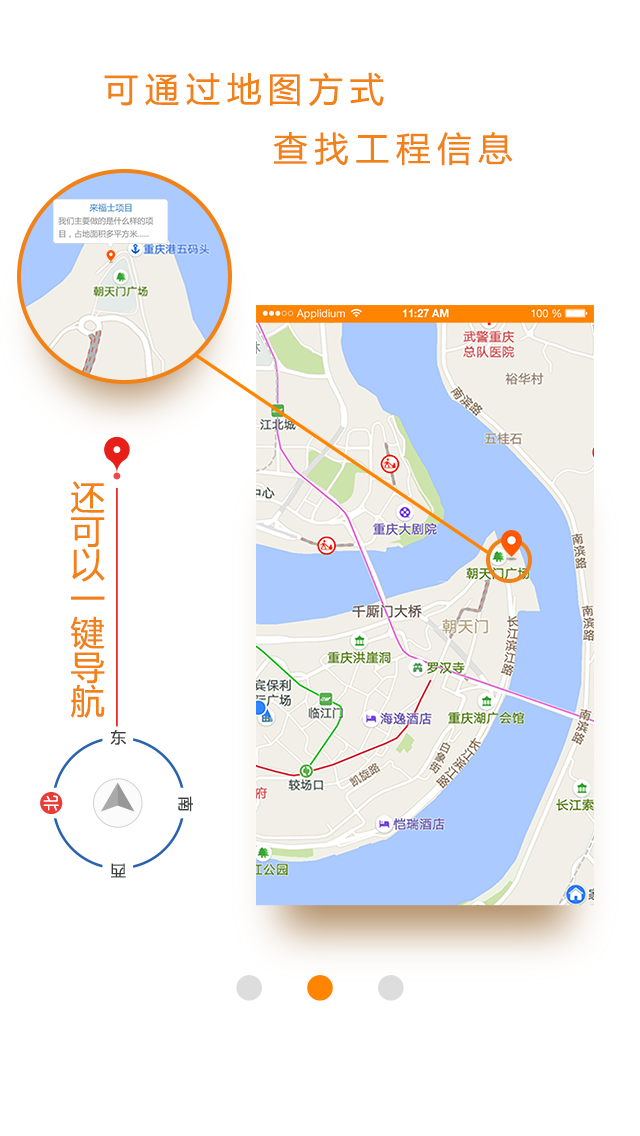 可通过地图方式
查找工程信息
来福士项目
我们主要做的是什么样的项
目，占地面积多平方米......
重庆港五码头
朝天门广场
Applidium
11:27 AM
100 %
武警重庆
总队医院
裕华村
南滨路
江北城
五桂石
中心
重庆大剧院
南滨路
朝天门广场
千厮门大桥
朝天门
南滨路
长江滨江路
重庆洪崖洞
罗汉寺
宾保利
广场
临江门
海逸酒店
重庆湖广会馆
南滨路
白象街
长江滨江路
较场口
凯旋路
府
长江索
恺瑞酒店
江公园
还可以一键导航
东
南
西
北